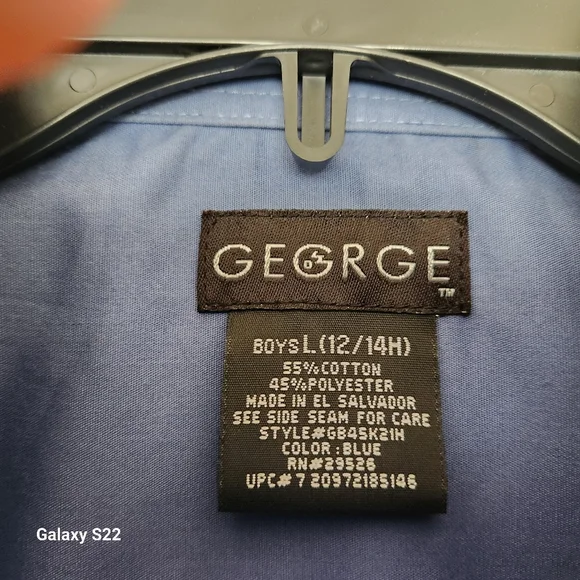 GEORGE
TM
BOYS L (12/14H)
55%COTTON
45%POLYESTER
MADE IN EL SALVADOR
SEE SIDE SEAM FOR CARE
STYLE#GB45K21H
COLOR:BLUE
RN#29526
UPC#7 20972185146
Galaxy S22